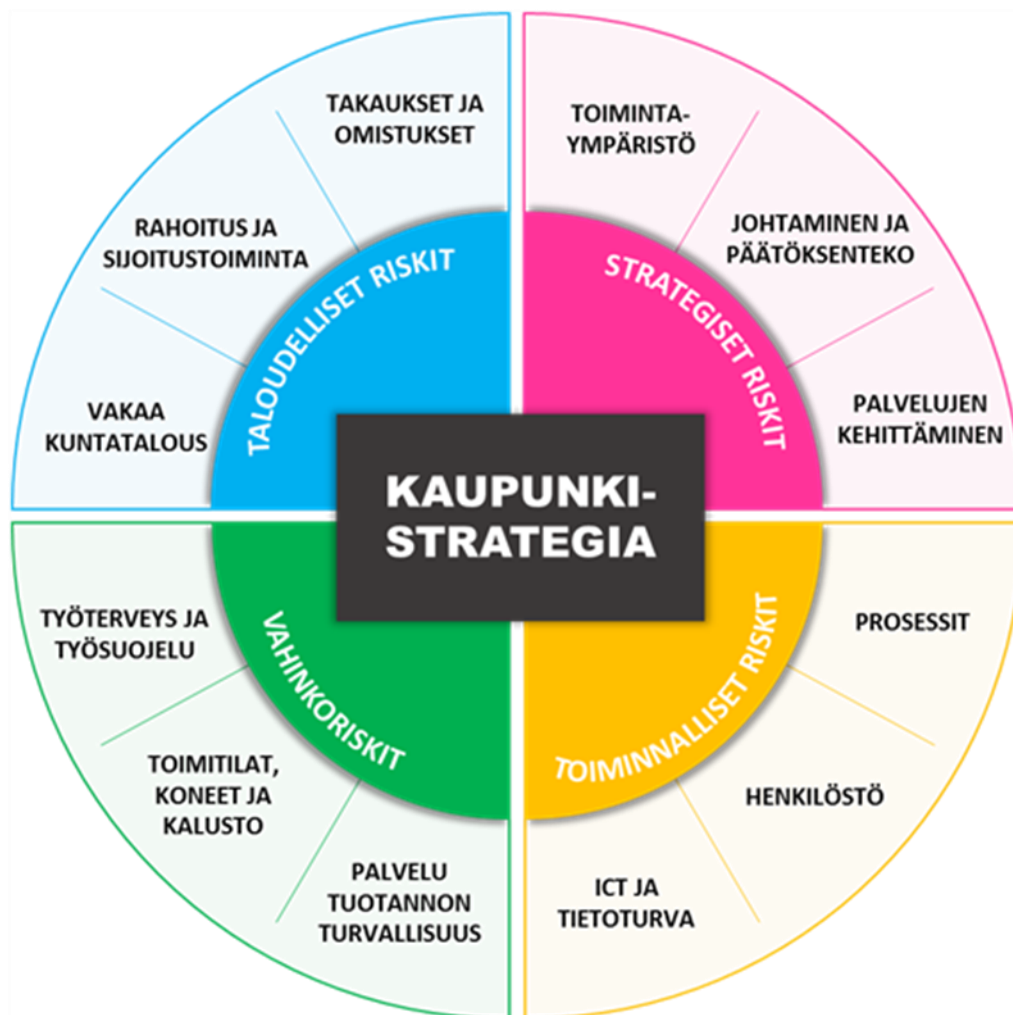 TAKAUKSET JA
OMISTUKSET
RAHOITUS JA
SIJOITUSTOIMINTA
VAKAA
KUNTATALOUS
TALOUDELLISET RISKIT
TOIMINTA-
YMPÄRISTÖ
JOHTAMINEN JA
PÄÄTÖKSENTEKO
PALVELUJEN
KEHITTÄMINEN
STRATEGISET RISKIT
KAUPUNKI-
STRATEGIA
TYÖTERVEYS JA
TYÖSUOJELU
TOIMITILAT,
KONEET JA
KALUSTO
PALVELU
TUOTANNON
TURVALLISUUS
VAHINKORISKIT
PROSESSIT
HENKILÖSTÖ
ICT JA
TIETOTURVA
TOIMINNALLISET RISKIT